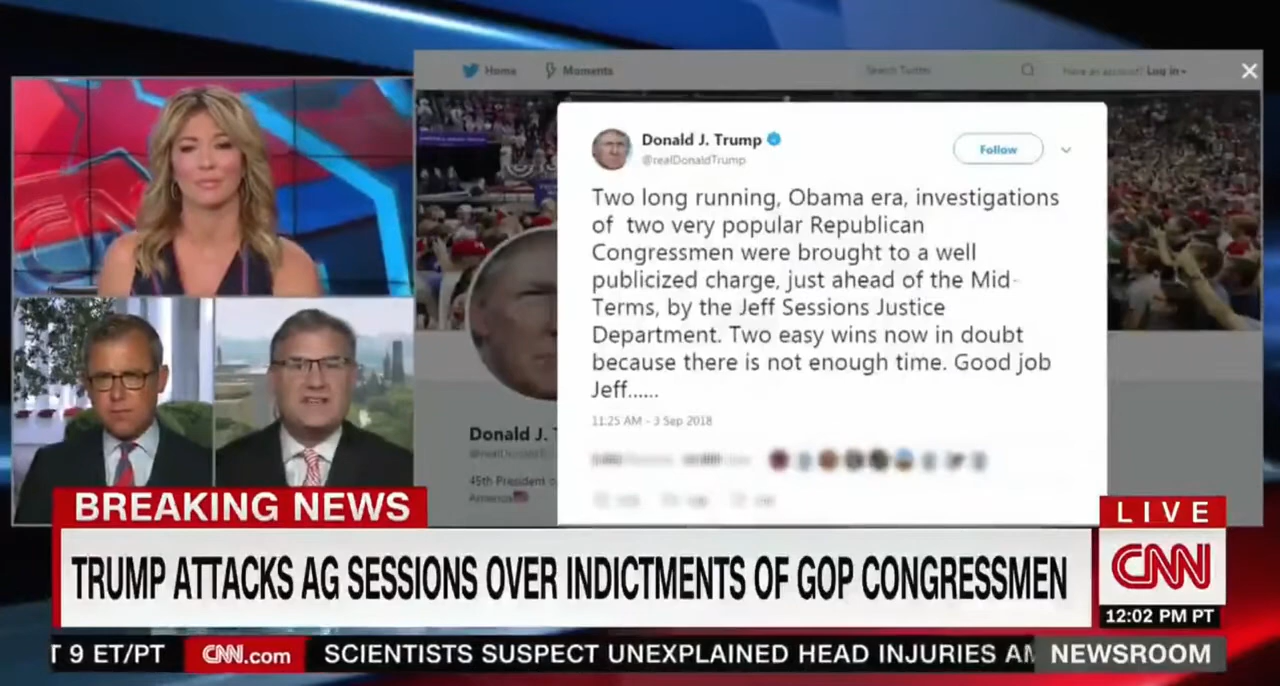 Home
Moments
Search Twitter
Have an account? Log in
Donald J. Trump
@realDonaldTrump
Follow
Two long running, Obama era, investigations
of two very popular Republican
Congressmen were brought to a well
publicized charge, just ahead of the Mid-
Terms, by the Jeff Sessions Justice
Department. Two easy wins now in doubt
because there is not enough time. Good job
Jeff......
11:25 AM - 3 Sep 2018
Donald J.
45th President
America
BREAKING NEWS
TRUMP ATTACKS AG SESSIONS OVER INDICTMENTS OF GOP CONGRESSMEN
LIVE
CNN
12:02 PM PT
T 9 ET/PT CNN.com SCIENTISTS SUSPECT UNEXPLAINED HEAD INJURIES AM NEWSROOM